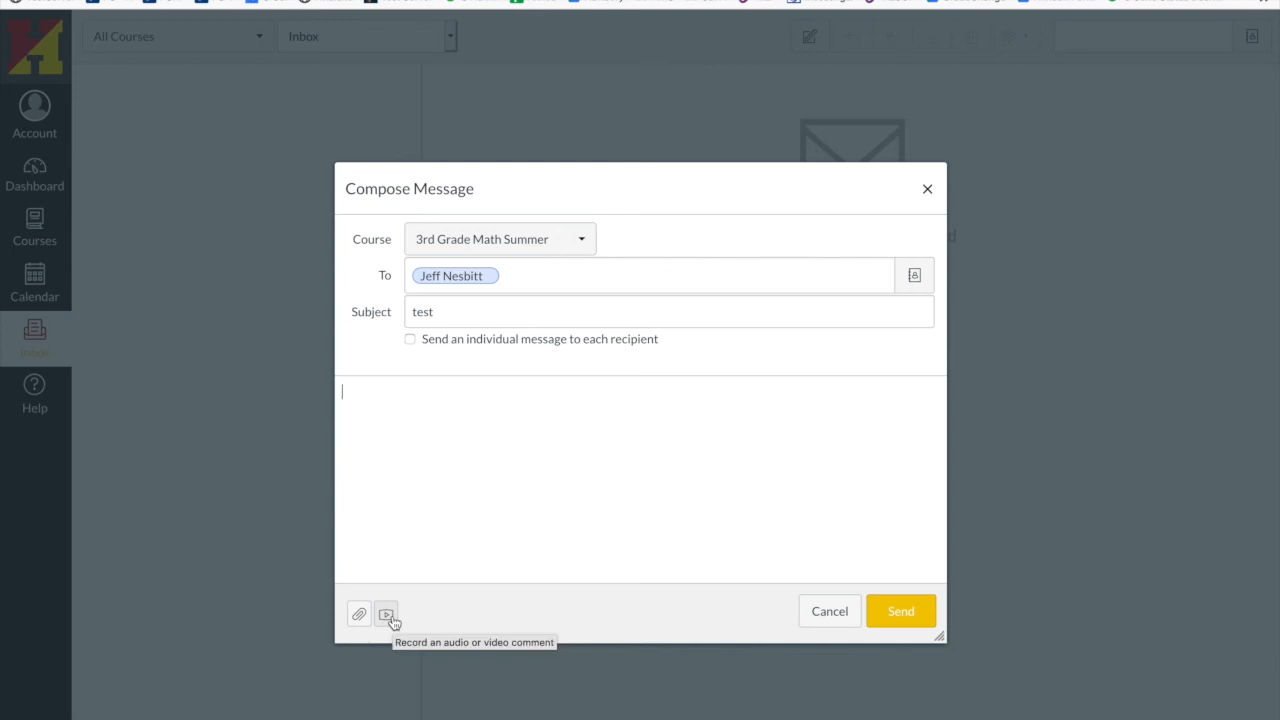 All Courses
Inbox
Account
Dashboard
Courses
Calendar
Inbox
Help
Compose Message
Course
3rd Grade Math Summer
To
Jeff Nesbitt
Subject
test
Send an individual message to each recipient
Cancel
Send
Record an audio or video comment